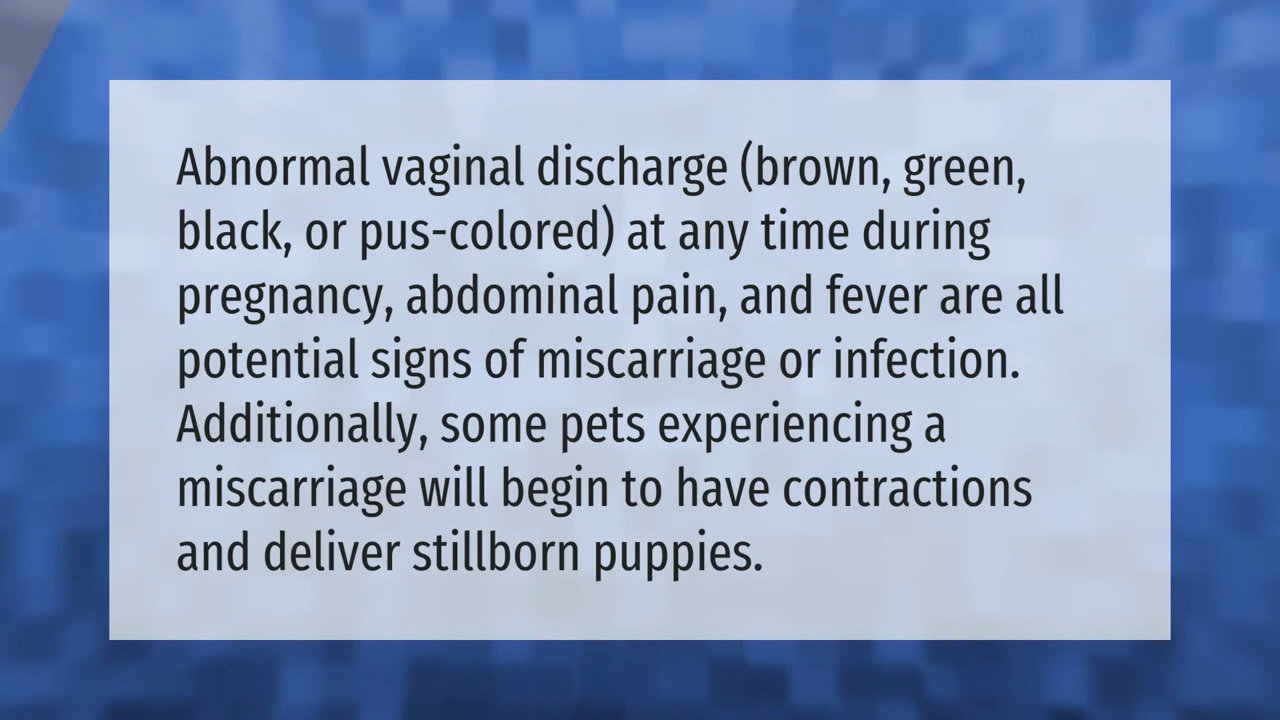 Abnormal vaginal discharge (brown, green,
black, or pus-colored) at any time during
pregnancy, abdominal pain, and fever are all
potential signs of miscarriage or infection.
Additionally, some pets experiencing a
miscarriage will begin to have contractions
and deliver stillborn puppies.